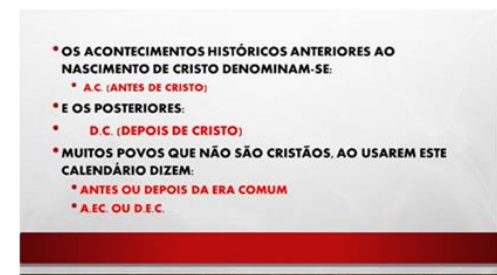 • OS ACONTECIMENTOS HISTÓRICOS ANTERIORES AO
NASCIMENTO DE CRISTO DENOMINAM-SE:
• A.C. (ANTES DE CRISTO)
• E OS POSTERIORES:
• D.C. (DEPOIS DE CRISTO)
• MUITOS POVOS QUE NÃO SÃO CRISTÃOS, AO USAREM ESTE
CALENDÁRIO DIZEM:
• ANTES OU DEPOIS DA ERA COMUM
• A.EC. OU D.E.C.